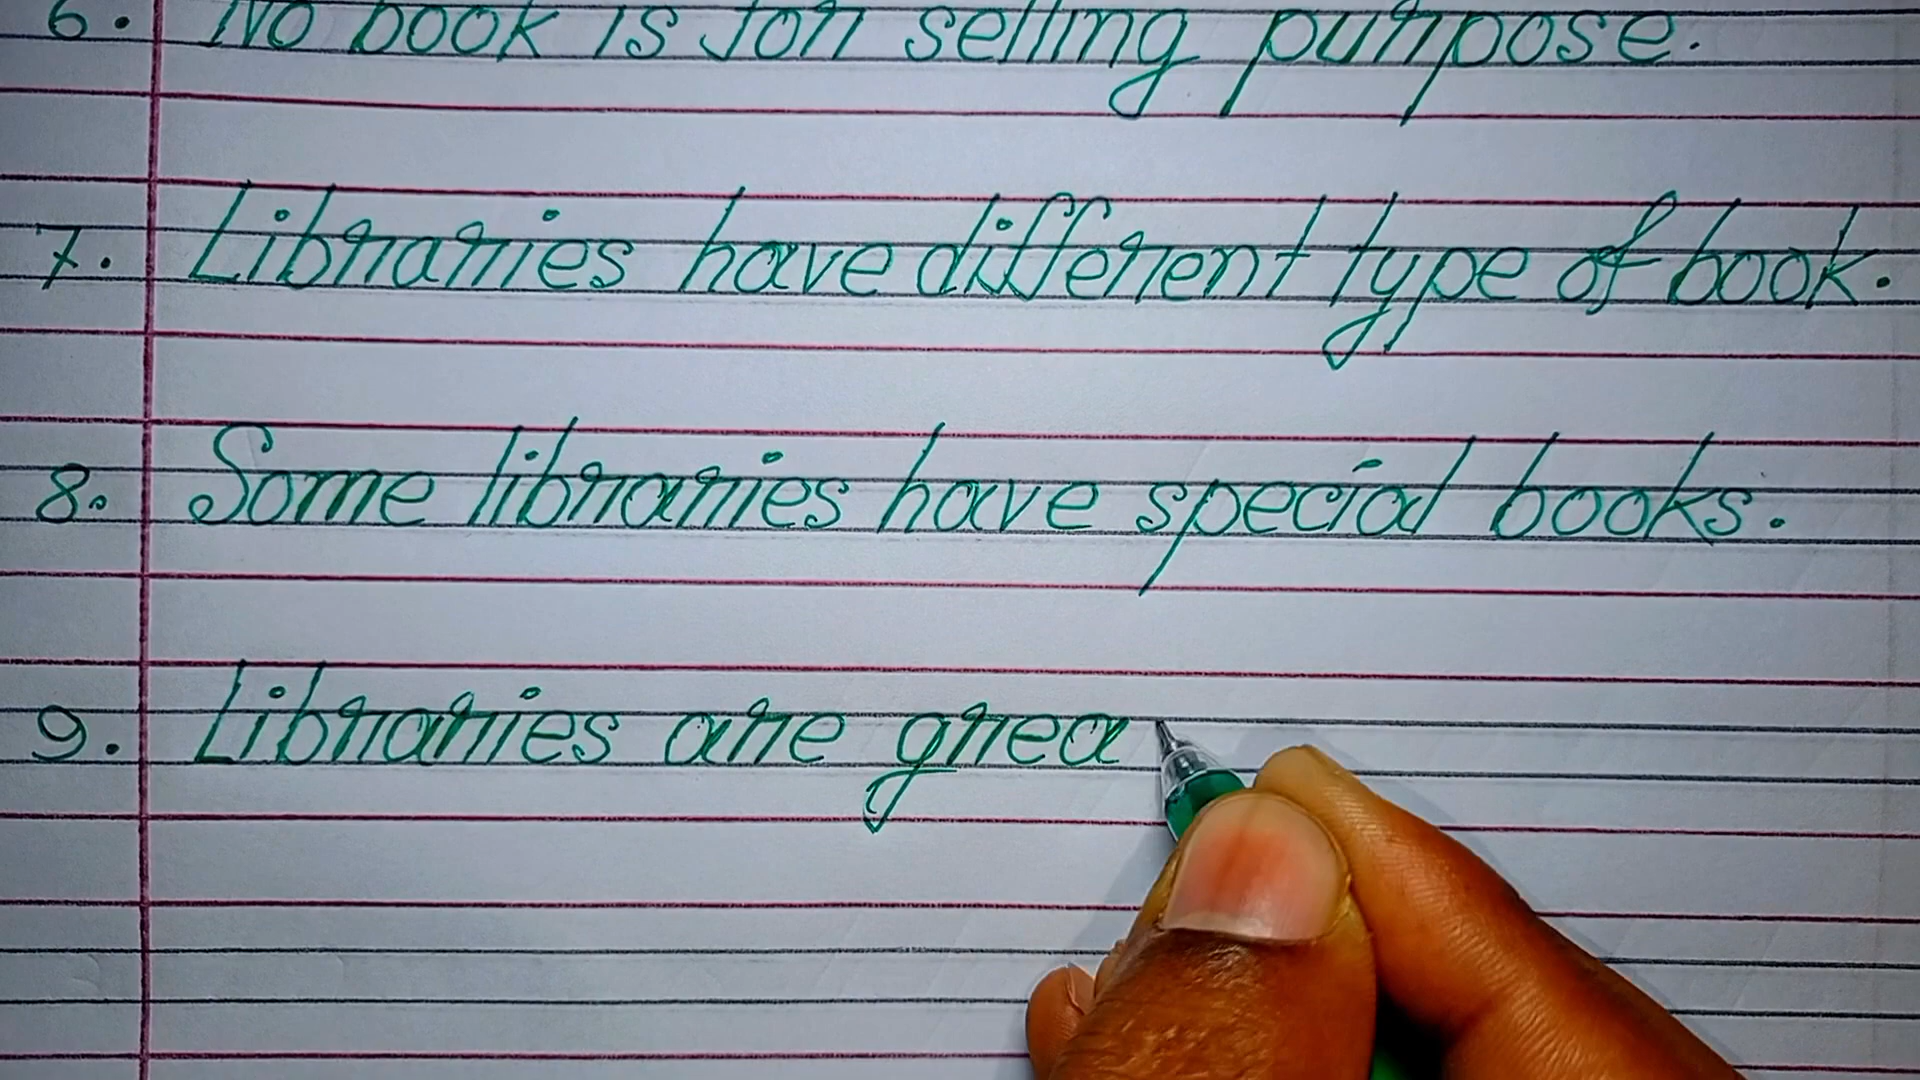 6. No book is for selling purpose.
7. Libraries have different type of book.
8. Some libraries have special books.
9. Libraries are grea